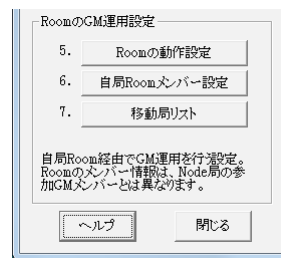 RoomのGM運用設定
5. Roomの動作設定
6. 自局Roomメンバー設定
7. 移動局リスト
自局Room経由でGM運用を行う設定。
Roomのメンバー情報は、Node局の参
加GMメンバーとは異なります。
ヘルプ 閉じる